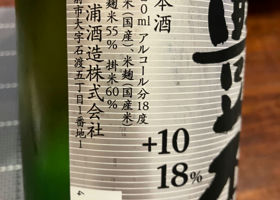 本酒
0ml アルコール分18度
米(国産)、米麹(国産米)
麹米55% 掛米60%
浦酒造株式会社
前市大字石渡五丁目1番地1
+10
18%